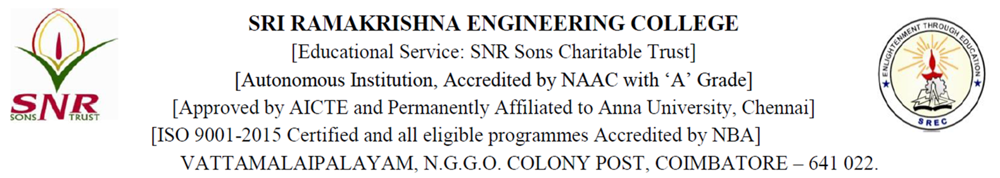 SRI RAMAKRISHNA ENGINEERING COLLEGE
[Educational Service: SNR Sons Charitable Trust]
[Autonomous Institution, Accredited by NAAC with ‘A’ Grade]
[Approved by AICTE and Permanently Affiliated to Anna University, Chennai]
[ISO 9001-2015 Certified and all eligible programmes Accredited by NBA]
VATTAMALAIPALAYAM, N.G.G.O. COLONY POST, COIMBATORE – 641 022.
SNR
SONS TRUST
ENLIGHTENMENT THROUGH EDUCATION
SREC